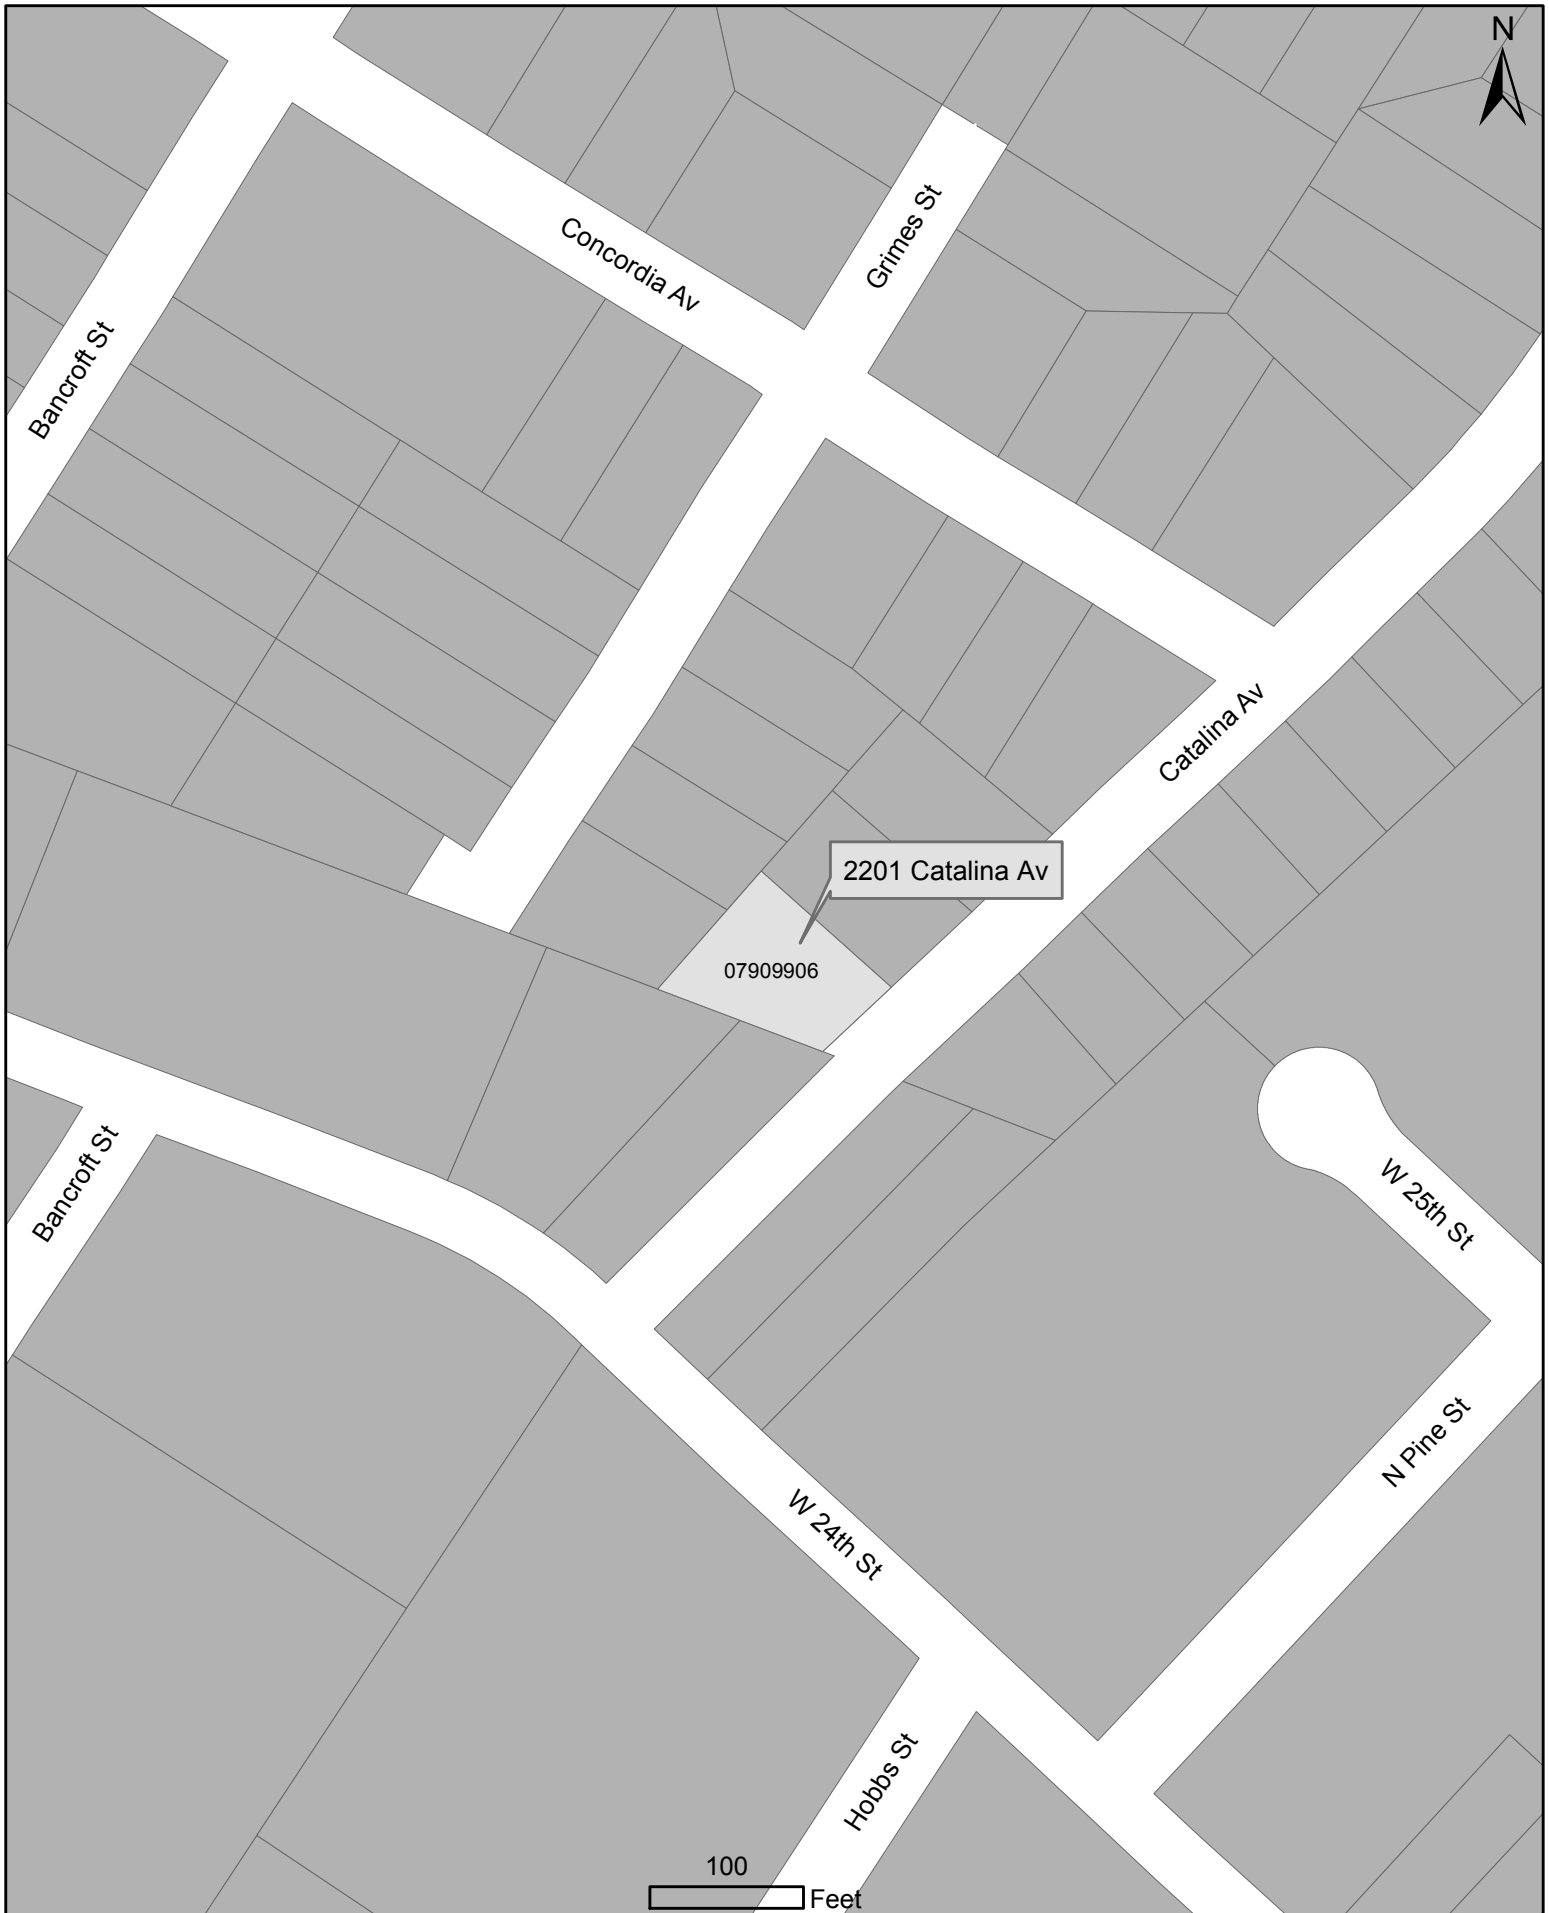 N
Grimes St
Concordia Av
Bancroft St
Catalina Av
2201 Catalina Av
07909906
Bancroft St
W 25th St
N Pine St
W 24th St
Hobbs St
100
Feet